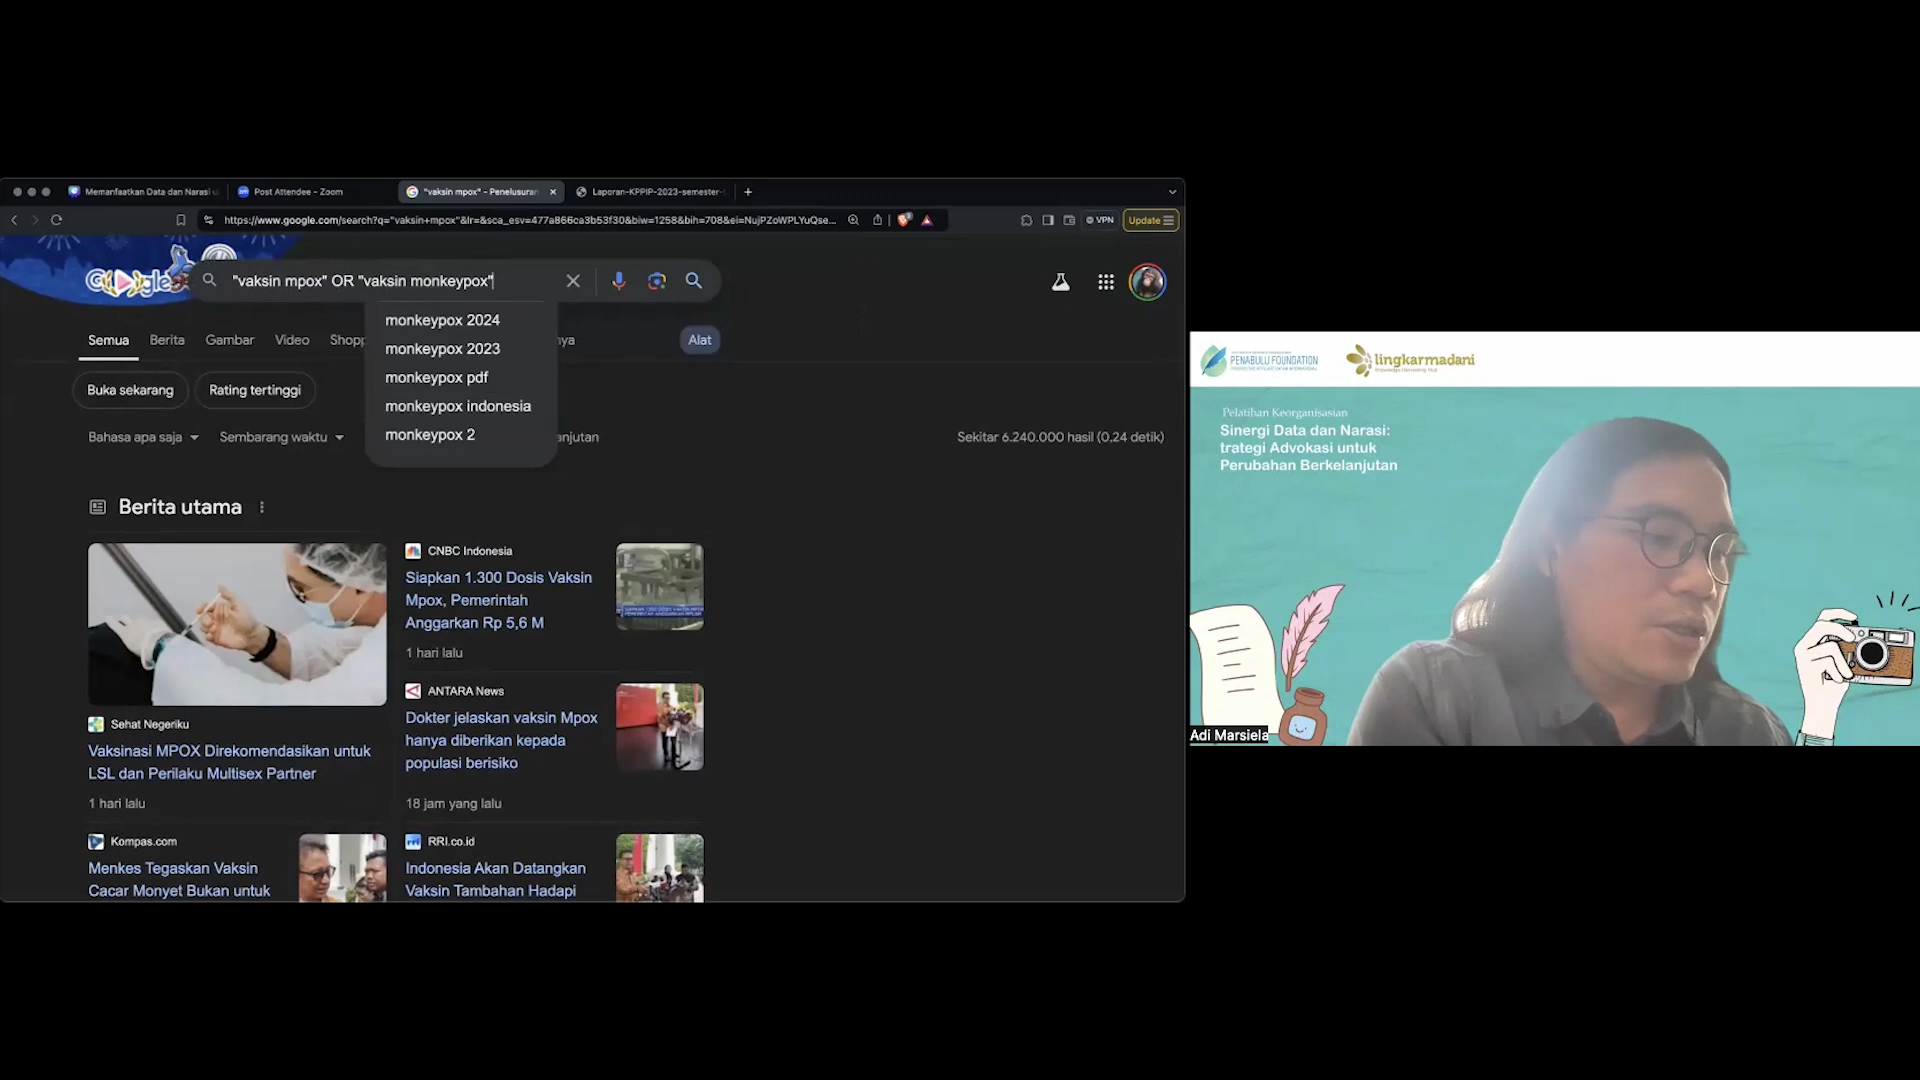 Memanfaatkan Data dan Narasi u
Post Attendee - Zoom
"vaksin mpox" - Penelusuran
Laporan-KPPIP-2023-semester-
https://www.google.com/search?q="vaksin+mpox"&lr=&sca_esv=477a866ca3b53f30&biw=1258&bih=708&ei=NujPZoWPLYuQse...
VPN
Update
Google
"vaksin mpox" OR "vaksin monkeypox"
monkeypox 2024
monkeypox 2023
monkeypox pdf
monkeypox indonesia
monkeypox 2
Semua
Berita
Gambar
Video
Shopp
nya
Alat
Buka sekarang
Rating tertinggi
Bahasa apa saja
Sembarang waktu
anjutan
Sekitar 6.240.000 hasil (0,24 detik)
Berita utama
Sehat Negeriku
Vaksinasi MPOX Direkomendasikan untuk
LSL dan Perilaku Multisex Partner
1 hari lalu
CNBC Indonesia
Siapkan 1.300 Dosis Vaksin
Mpox, Pemerintah
Anggarkan Rp 5,6 M
1 hari lalu
ANTARA News
Dokter jelaskan vaksin Mpox
hanya diberikan kepada
populasi berisiko
18 jam yang lalu
Kompas.com
Menkes Tegaskan Vaksin
Cacar Monyet Bukan untuk
RRI.co.id
Indonesia Akan Datangkan
Vaksin Tambahan Hadapi
PENABULU FOUNDATION
lingkarmadani
Pelatihan Keorganisasian
Sinergi Data dan Narasi:
trategi Advokasi untuk
Perubahan Berkelanjutan
Adi Marsiela